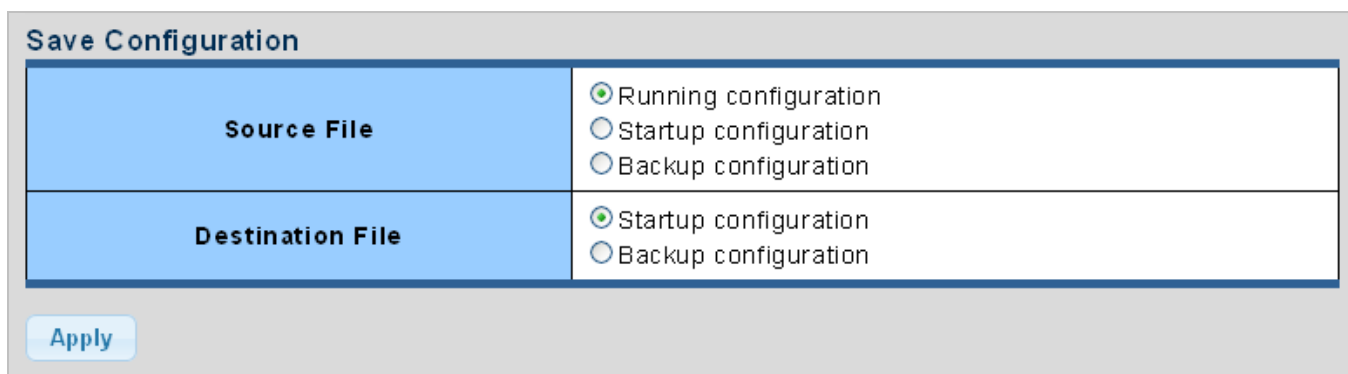 Save Configuration
Source File
Running configuration
Startup configuration
Backup configuration
Destination File
Startup configuration
Backup configuration
Apply